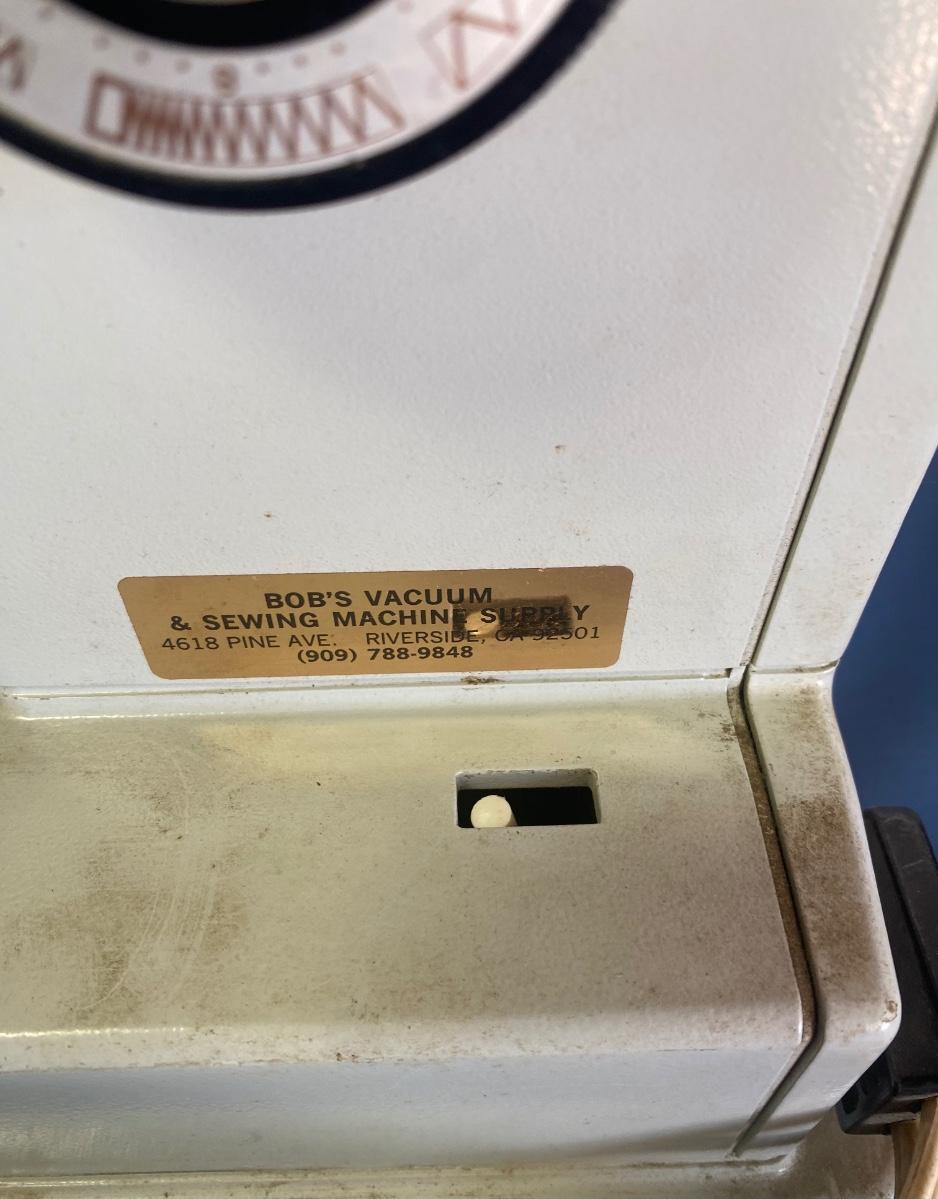 S
BOB'S VACUUM
& SEWING MACHINE SUPPLY
4618 PINE AVE. RIVERSIDE, CA 92501
(909) 788-9848